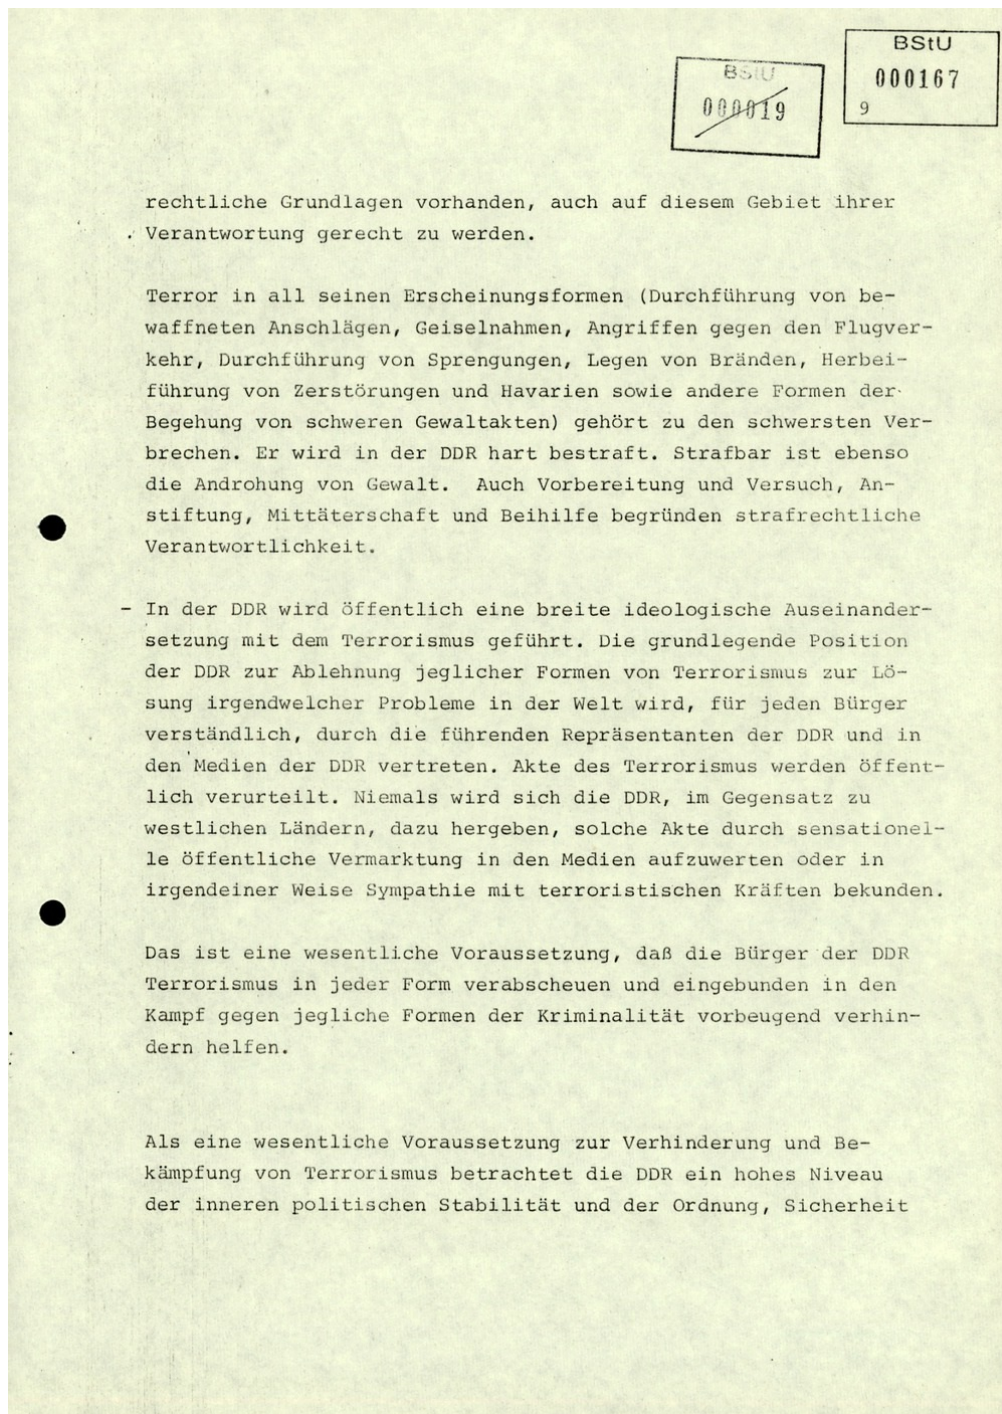 BStU
000019
BStU
000167
9
rechtliche Grundlagen vorhanden, auch auf diesem Gebiet ihrer
Verantwortung gerecht zu werden.
Terror in all seinen Erscheinungsformen (Durchführung von be-
waffneten Anschlägen, Geiselnahmen, Angriffen gegen den Flugver-
kehr, Durchführung von Sprengungen, Legen von Bränden, Herbei-
führung von Zerstörungen und Havarien sowie andere Formen der
Begehung von schweren Gewaltakten) gehört zu den schwersten Ver-
brechen. Er wird in der DDR hart bestraft. Strafbar ist ebenso
die Androhung von Gewalt. Auch Vorbereitung und Versuch, An-
stiftung, Mittäterschaft und Beihilfe begründen strafrechtliche
Verantwortlichkeit.
- In der DDR wird öffentlich eine breite ideologische Auseinander-
setzung mit dem Terrorismus geführt. Die grundlegende Position
der DDR zur Ablehnung jeglicher Formen von Terrorismus zur Lö-
sung irgendwelcher Probleme in der Welt wird, für jeden Bürger
verständlich, durch die führenden Repräsentanten der DDR und in
den Medien der DDR vertreten. Akte des Terrorismus werden öffent-
lich verurteilt. Niemals wird sich die DDR, im Gegensatz zu
westlichen Ländern, dazu hergeben, solche Akte durch sensationel-
le öffentliche Vermarktung in den Medien aufzuwerten oder in
irgendeiner Weise Sympathie mit terroristischen Kräften bekunden.
Das ist eine wesentliche Voraussetzung, daß die Bürger der DDR
Terrorismus in jeder Form verabscheuen und eingebunden in den
Kampf gegen jegliche Formen der Kriminalität vorbeugend verhin-
dern helfen.
Als eine wesentliche Voraussetzung zur Verhinderung und Be-
kämpfung von Terrorismus betrachtet die DDR ein hohes Niveau
der inneren politischen Stabilität und der Ordnung, Sicherheit